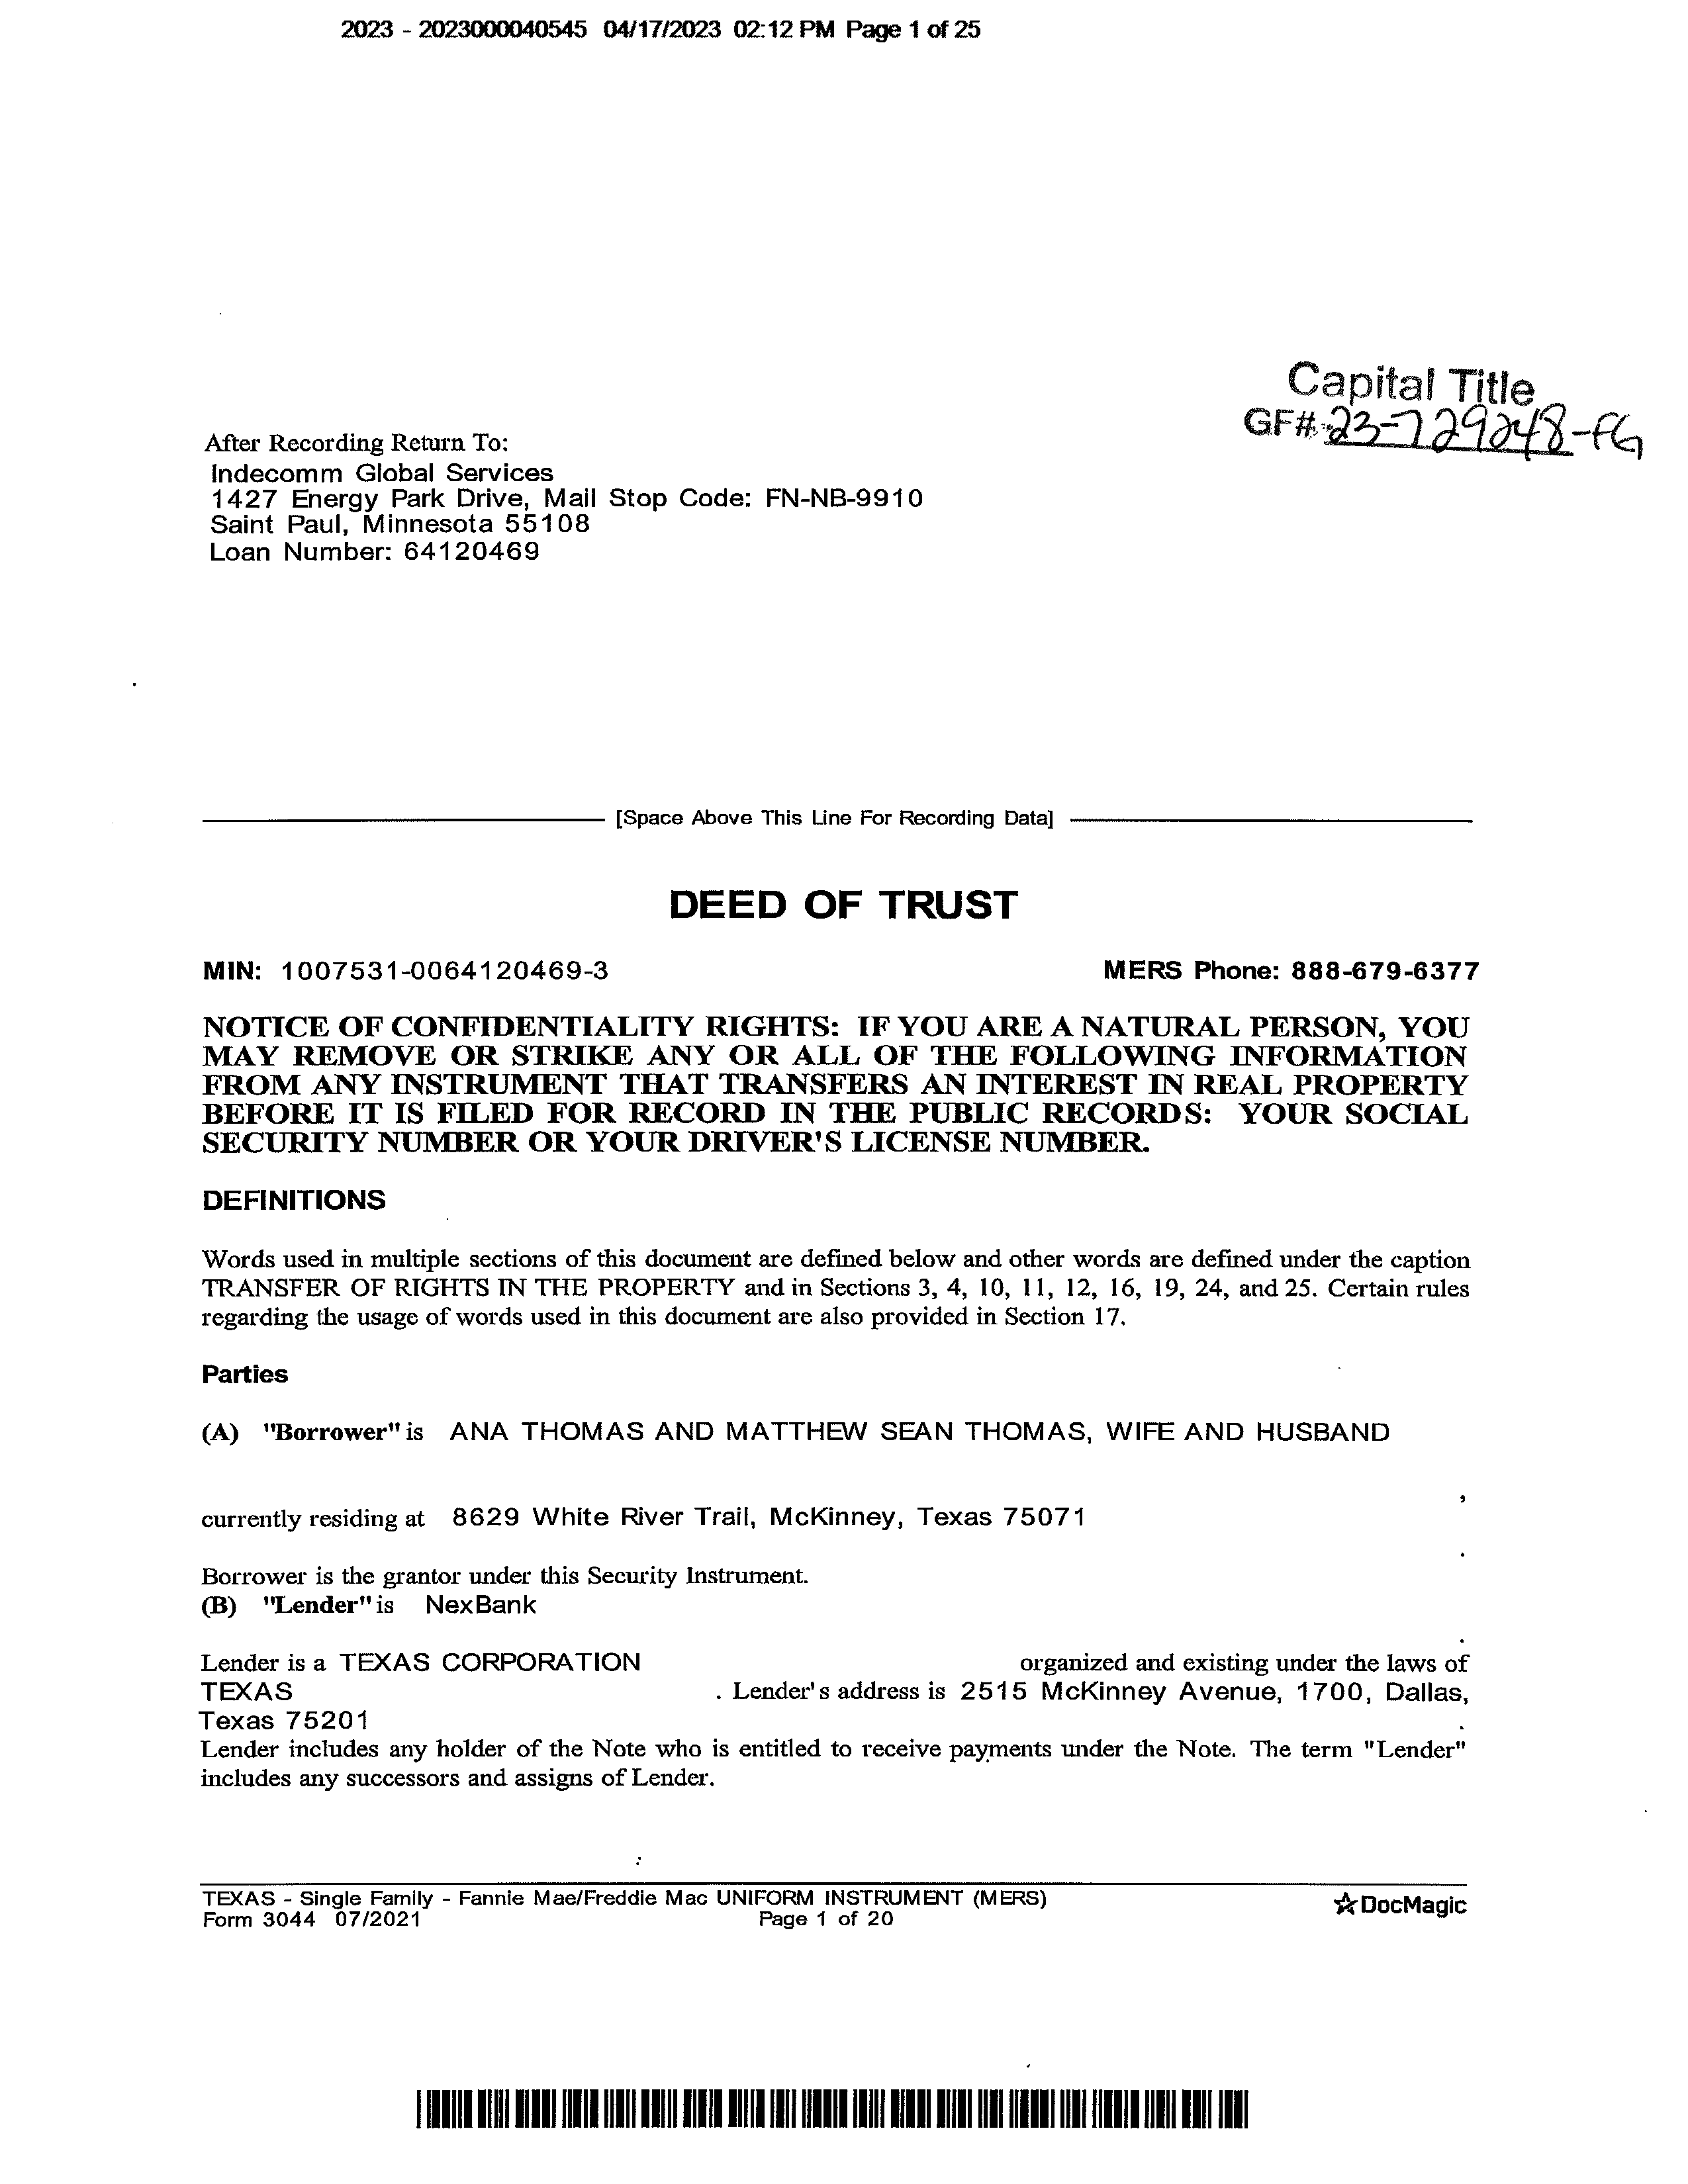 2023 - 2023000040545 04/17/2023 02:12 PM Page 1 of 25
Capital Title
GF# 23-729248-FG
After Recording Return To:
Indecomm Global Services
1427 Energy Park Drive, Mail Stop Code: FN-NB-9910
Saint Paul, Minnesota 55108
Loan Number: 64120469
[Space Above This Line For Recording Data]
DEED OF TRUST
MIN: 1007531-0064120469-3 MERS Phone: 888-679-6377
NOTICE OF CONFIDENTIALITY RIGHTS: IF YOU ARE A NATURAL PERSON, YOU
MAY REMOVE OR STRIKE ANY OR ALL OF THE FOLLOWING INFORMATION
FROM ANY INSTRUMENT THAT TRANSFERS AN INTEREST IN REAL PROPERTY
BEFORE IT IS FILED FOR RECORD IN THE PUBLIC RECORDS: YOUR SOCIAL
SECURITY NUMBER OR YOUR DRIVER'S LICENSE NUMBER.
DEFINITIONS
Words used in multiple sections of this document are defined below and other words are defined under the caption
TRANSFER OF RIGHTS IN THE PROPERTY and in Sections 3, 4, 10, 11, 12, 16, 19, 24, and 25. Certain rules
regarding the usage of words used in this document are also provided in Section 17.
Parties
(A) "Borrower" is ANA THOMAS AND MATTHEW SEAN THOMAS, WIFE AND HUSBAND
,
currently residing at 8629 White River Trail, McKinney, Texas 75071
.
Borrower is the grantor under this Security Instrument.
(B) "Lender" is NexBank
.
Lender is a TEXAS CORPORATION organized and existing under the laws of
TEXAS . Lender's address is 2515 McKinney Avenue, 1700, Dallas,
Texas 75201 .
Lender includes any holder of the Note who is entitled to receive payments under the Note. The term "Lender"
includes any successors and assigns of Lender.
TEXAS - Single Family - Fannie Mae/Freddie Mac UNIFORM INSTRUMENT (MERS)
Form 3044 07/2021 Page 1 of 20
DocMagic